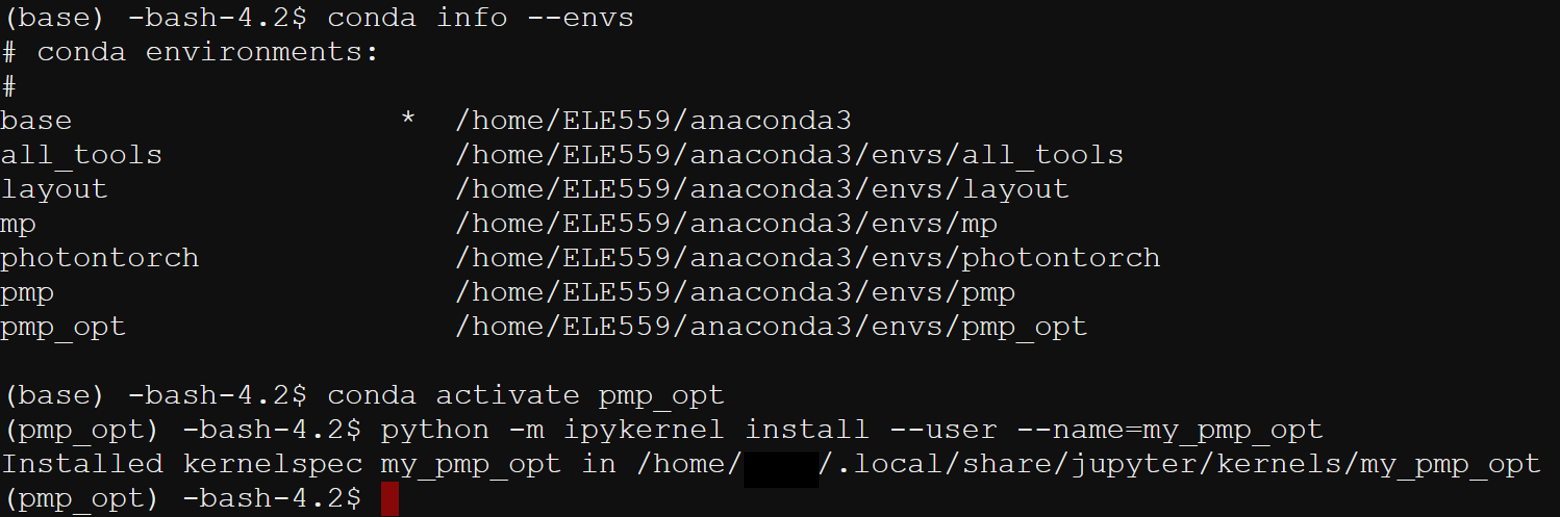 (base) -bash-4.2$ conda info --envs
# conda environments:
#
base                  *  /home/ELE559/anaconda3
all_tools                /home/ELE559/anaconda3/envs/all_tools
layout                   /home/ELE559/anaconda3/envs/layout
mp                       /home/ELE559/anaconda3/envs/mp
photontorch              /home/ELE559/anaconda3/envs/photontorch
pmp                      /home/ELE559/anaconda3/envs/pmp
pmp_opt                  /home/ELE559/anaconda3/envs/pmp_opt
(base) -bash-4.2$ conda activate pmp_opt
(pmp_opt) -bash-4.2$ python -m ipykernel install --user --name=my_pmp_opt
Installed kernelspec my_pmp_opt in /home/    /.local/share/jupyter/kernels/my_pmp_opt
(pmp_opt) -bash-4.2$